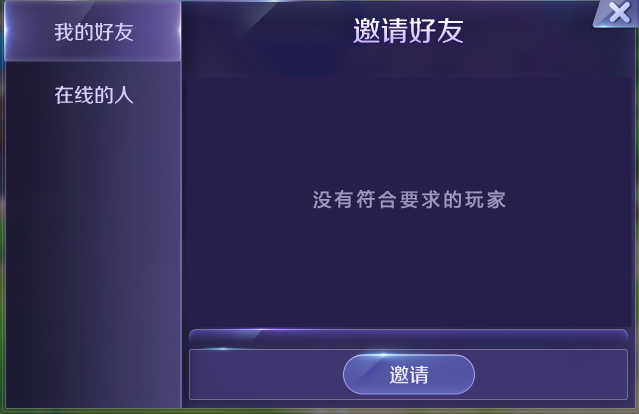 我的好友
邀请好友
在线的人
没有符合要求的玩家
邀请